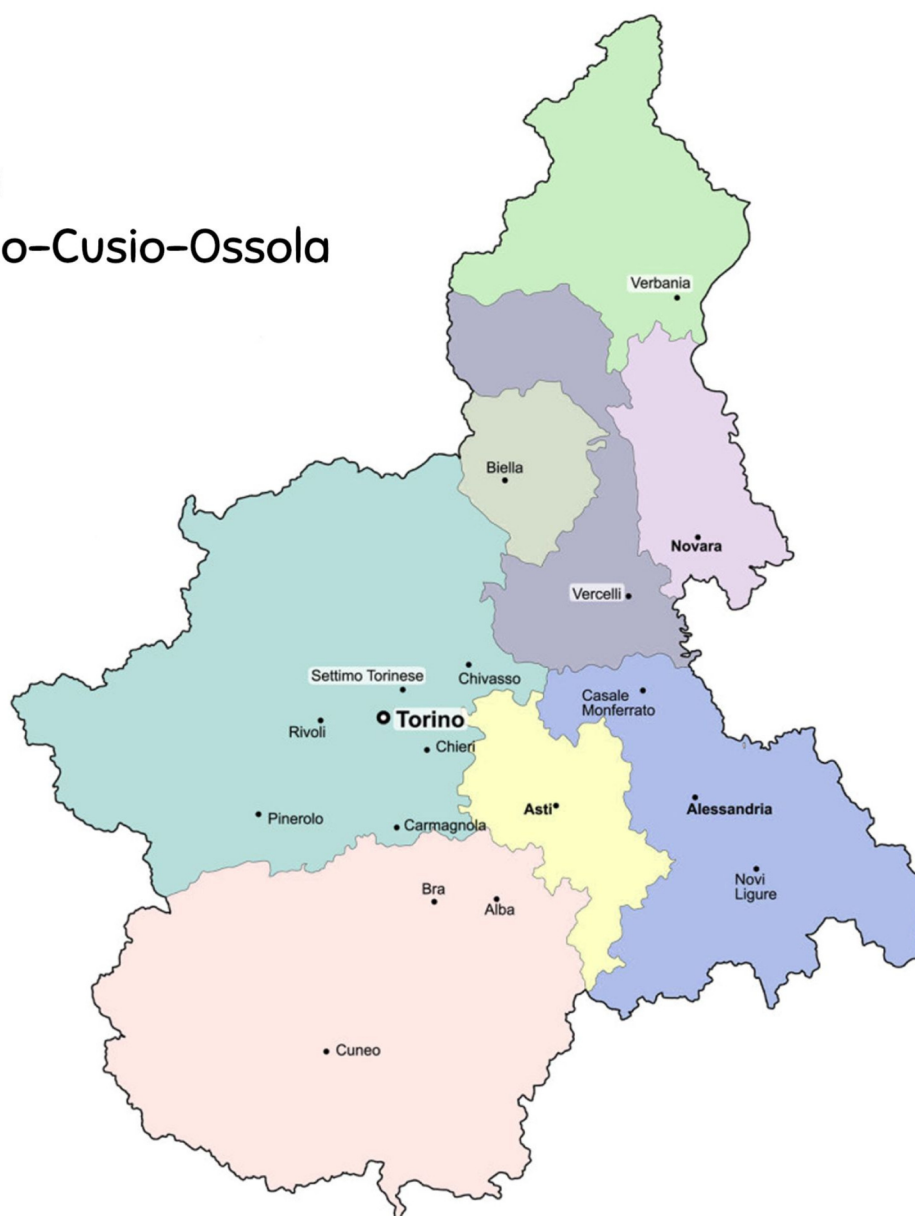 o-Cusio-Ossola
Verbania
Biella
Novara
Vercelli
Chivasso
Settimo Torinese
Casale
Monferrato
Torino
Rivoli
Chieri
Asti
Alessandria
Pinerolo
Carmagnola
Novi
Ligure
Bra
Alba
Cuneo